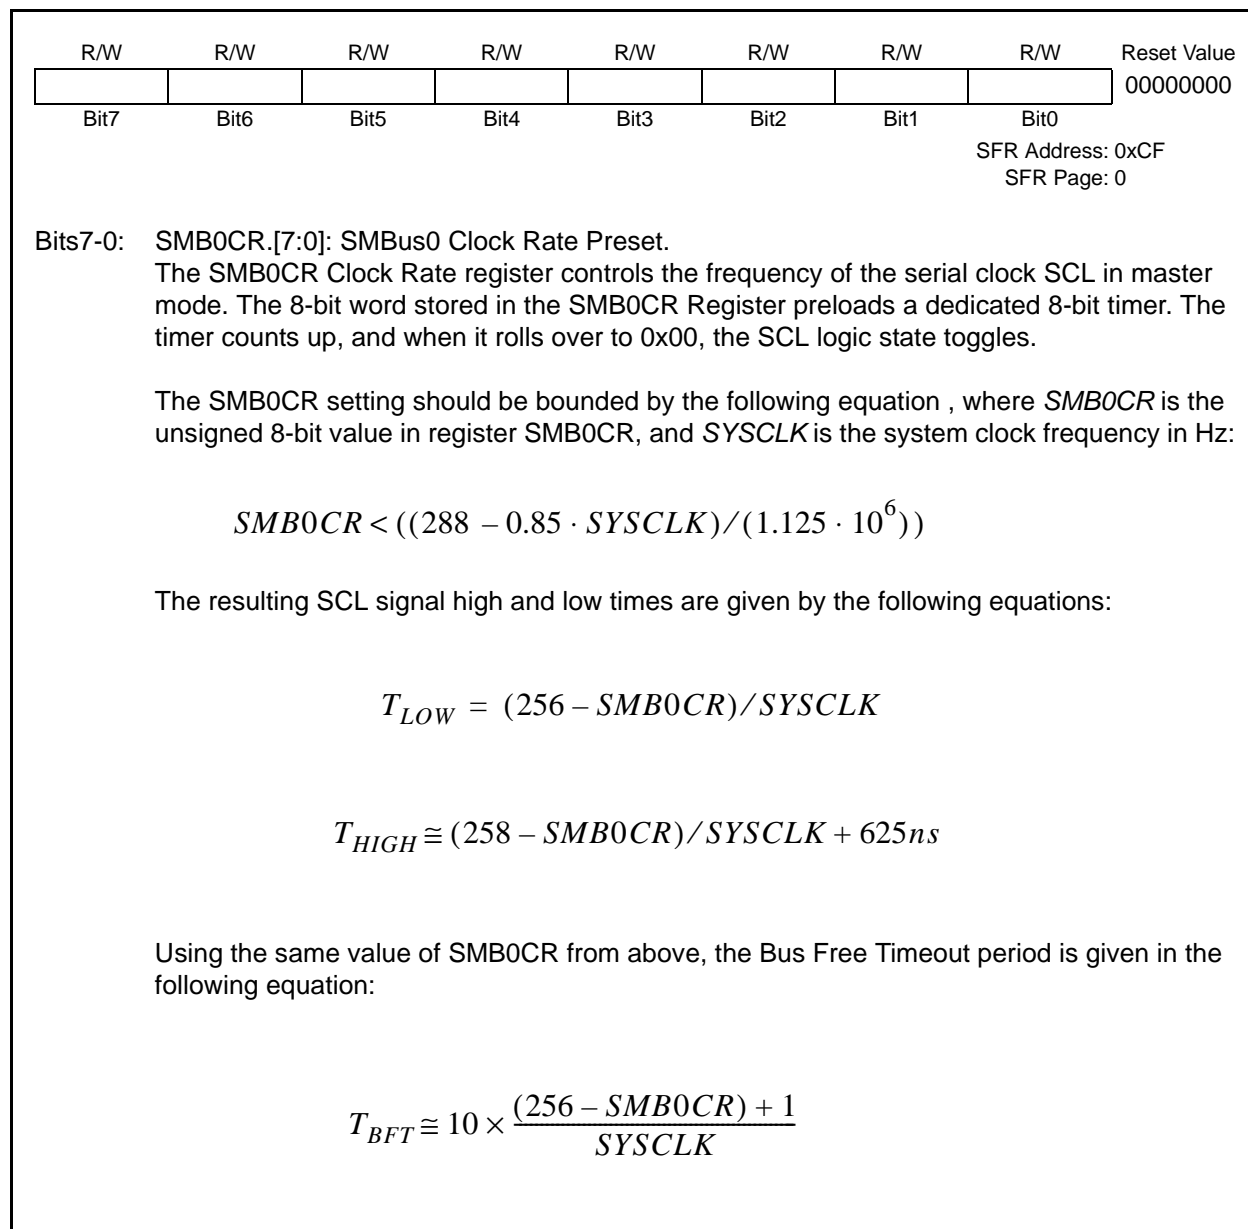 R/W R/W R/W R/W R/W R/W R/W R/W Reset Value
00000000
Bit7 Bit6 Bit5 Bit4 Bit3 Bit2 Bit1 Bit0
SFR Address: 0xCF
SFR Page: 0
Bits7-0: SMB0CR.[7:0]: SMBus0 Clock Rate Preset.
The SMB0CR Clock Rate register controls the frequency of the serial clock SCL in master
mode. The 8-bit word stored in the SMB0CR Register preloads a dedicated 8-bit timer. The
timer counts up, and when it rolls over to 0x00, the SCL logic state toggles.
The SMB0CR setting should be bounded by the following equation , where SMB0CR is the
unsigned 8-bit value in register SMB0CR, and SYSCLK is the system clock frequency in Hz:
SMB0CR < ((288 – 0.85 · SYSCLK)/(1.125 · 10^6))
The resulting SCL signal high and low times are given by the following equations:
T_LOW = (256 – SMB0CR)/SYSCLK
T_HIGH ≅ (258 – SMB0CR)/SYSCLK + 625ns
Using the same value of SMB0CR from above, the Bus Free Timeout period is given in the
following equation:
T_BFT ≅ 10 × (256 – SMB0CR) + 1
SYSCLK